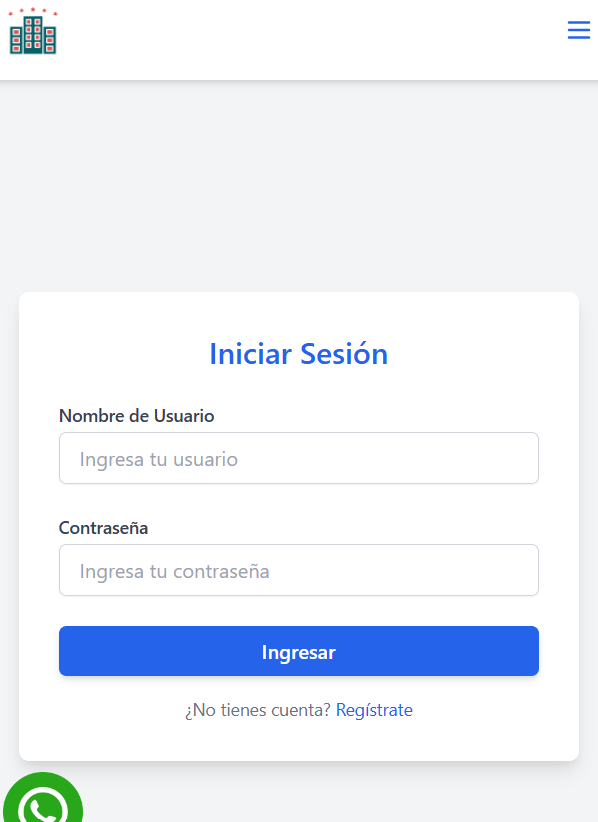 Iniciar Sesión
Nombre de Usuario
Ingresa tu usuario
Contraseña
Ingresa tu contraseña
Ingresar
¿No tienes cuenta? Regístrate